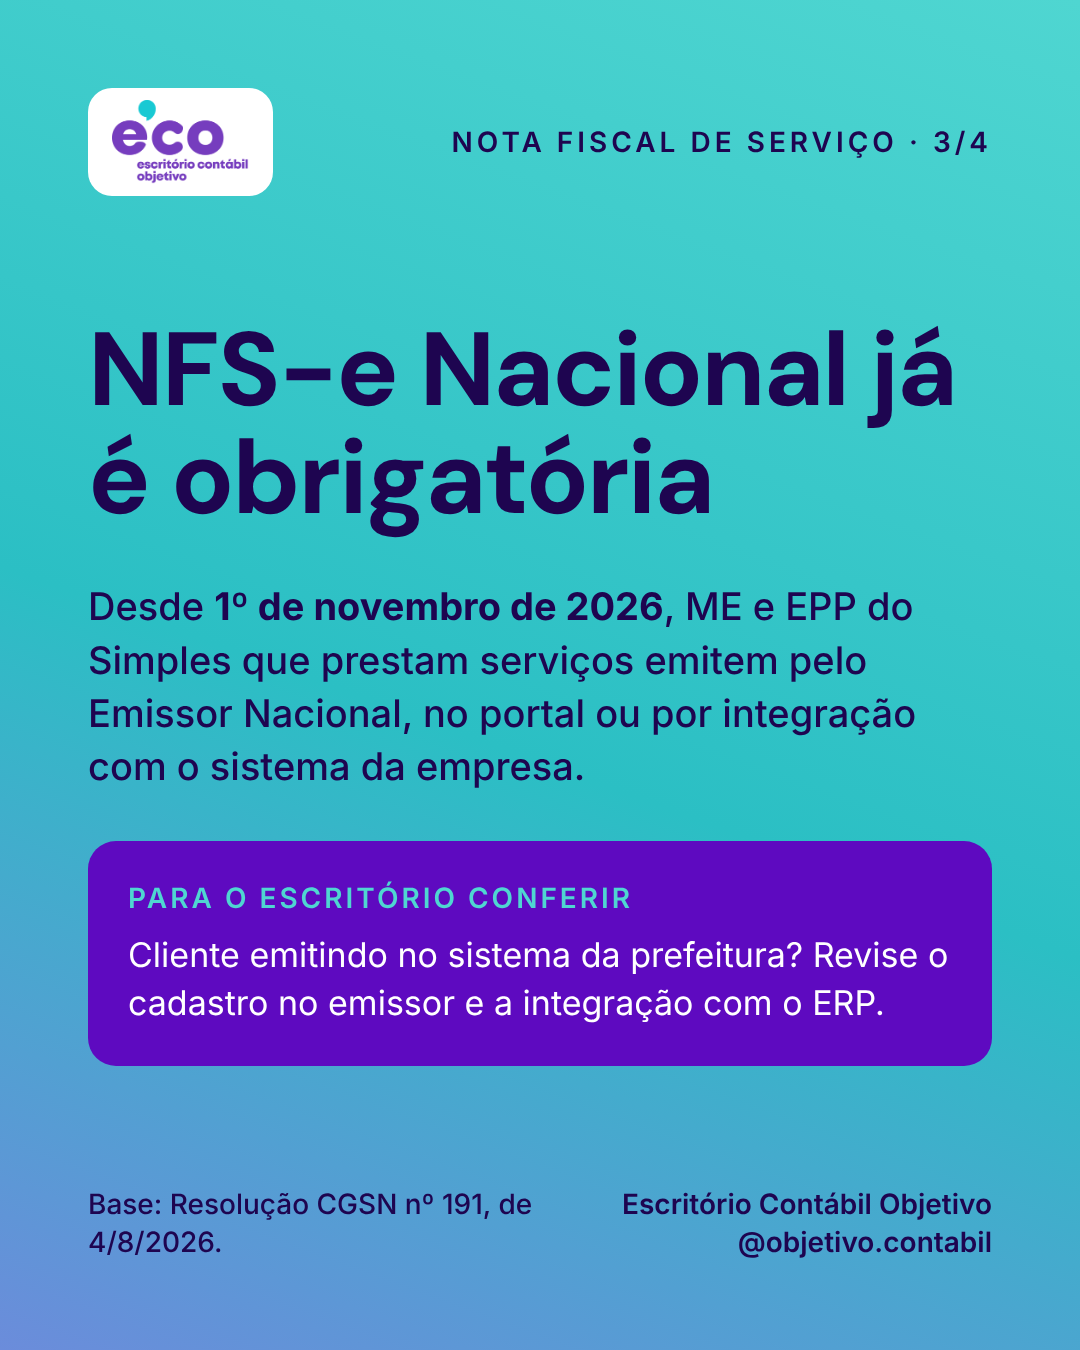 eco
escritório contábil
objetivo
NOTA FISCAL DE SERVIÇO · 3/4
NFS-e Nacional já
é obrigatória
Desde 1º de novembro de 2026, ME e EPP do
Simples que prestam serviços emitem pelo
Emissor Nacional, no portal ou por integração
com o sistema da empresa.
PARA O ESCRITÓRIO CONFERIR
Cliente emitindo no sistema da prefeitura? Revise o
cadastro no emissor e a integração com o ERP.
Base: Resolução CGSN nº 191, de
4/8/2026.
Escritório Contábil Objetivo
@objetivo.contabil